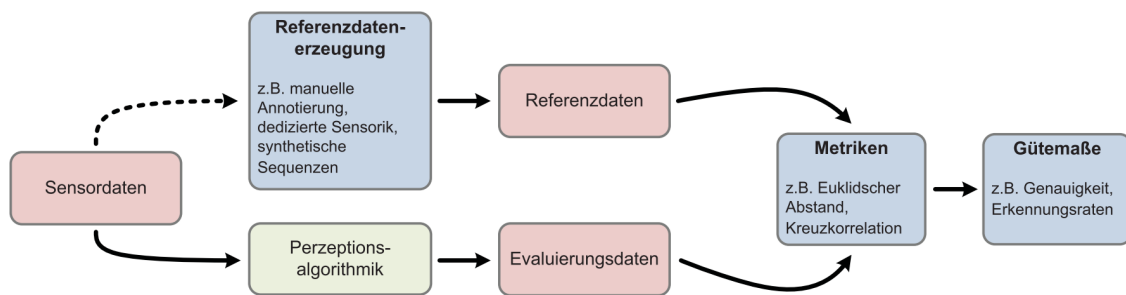 Referenzdaten-
erzeugung
z.B. manuelle
Annotierung,
dedizierte Sensorik,
synthetische
Sequenzen
Referenzdaten
Sensordaten
Perzeptions-
algorithmik
Evaluierungsdaten
Metriken
z.B. Euklidscher
Abstand,
Kreuzkorrelation
Gütemaße
z.B. Genauigkeit,
Erkennungsraten